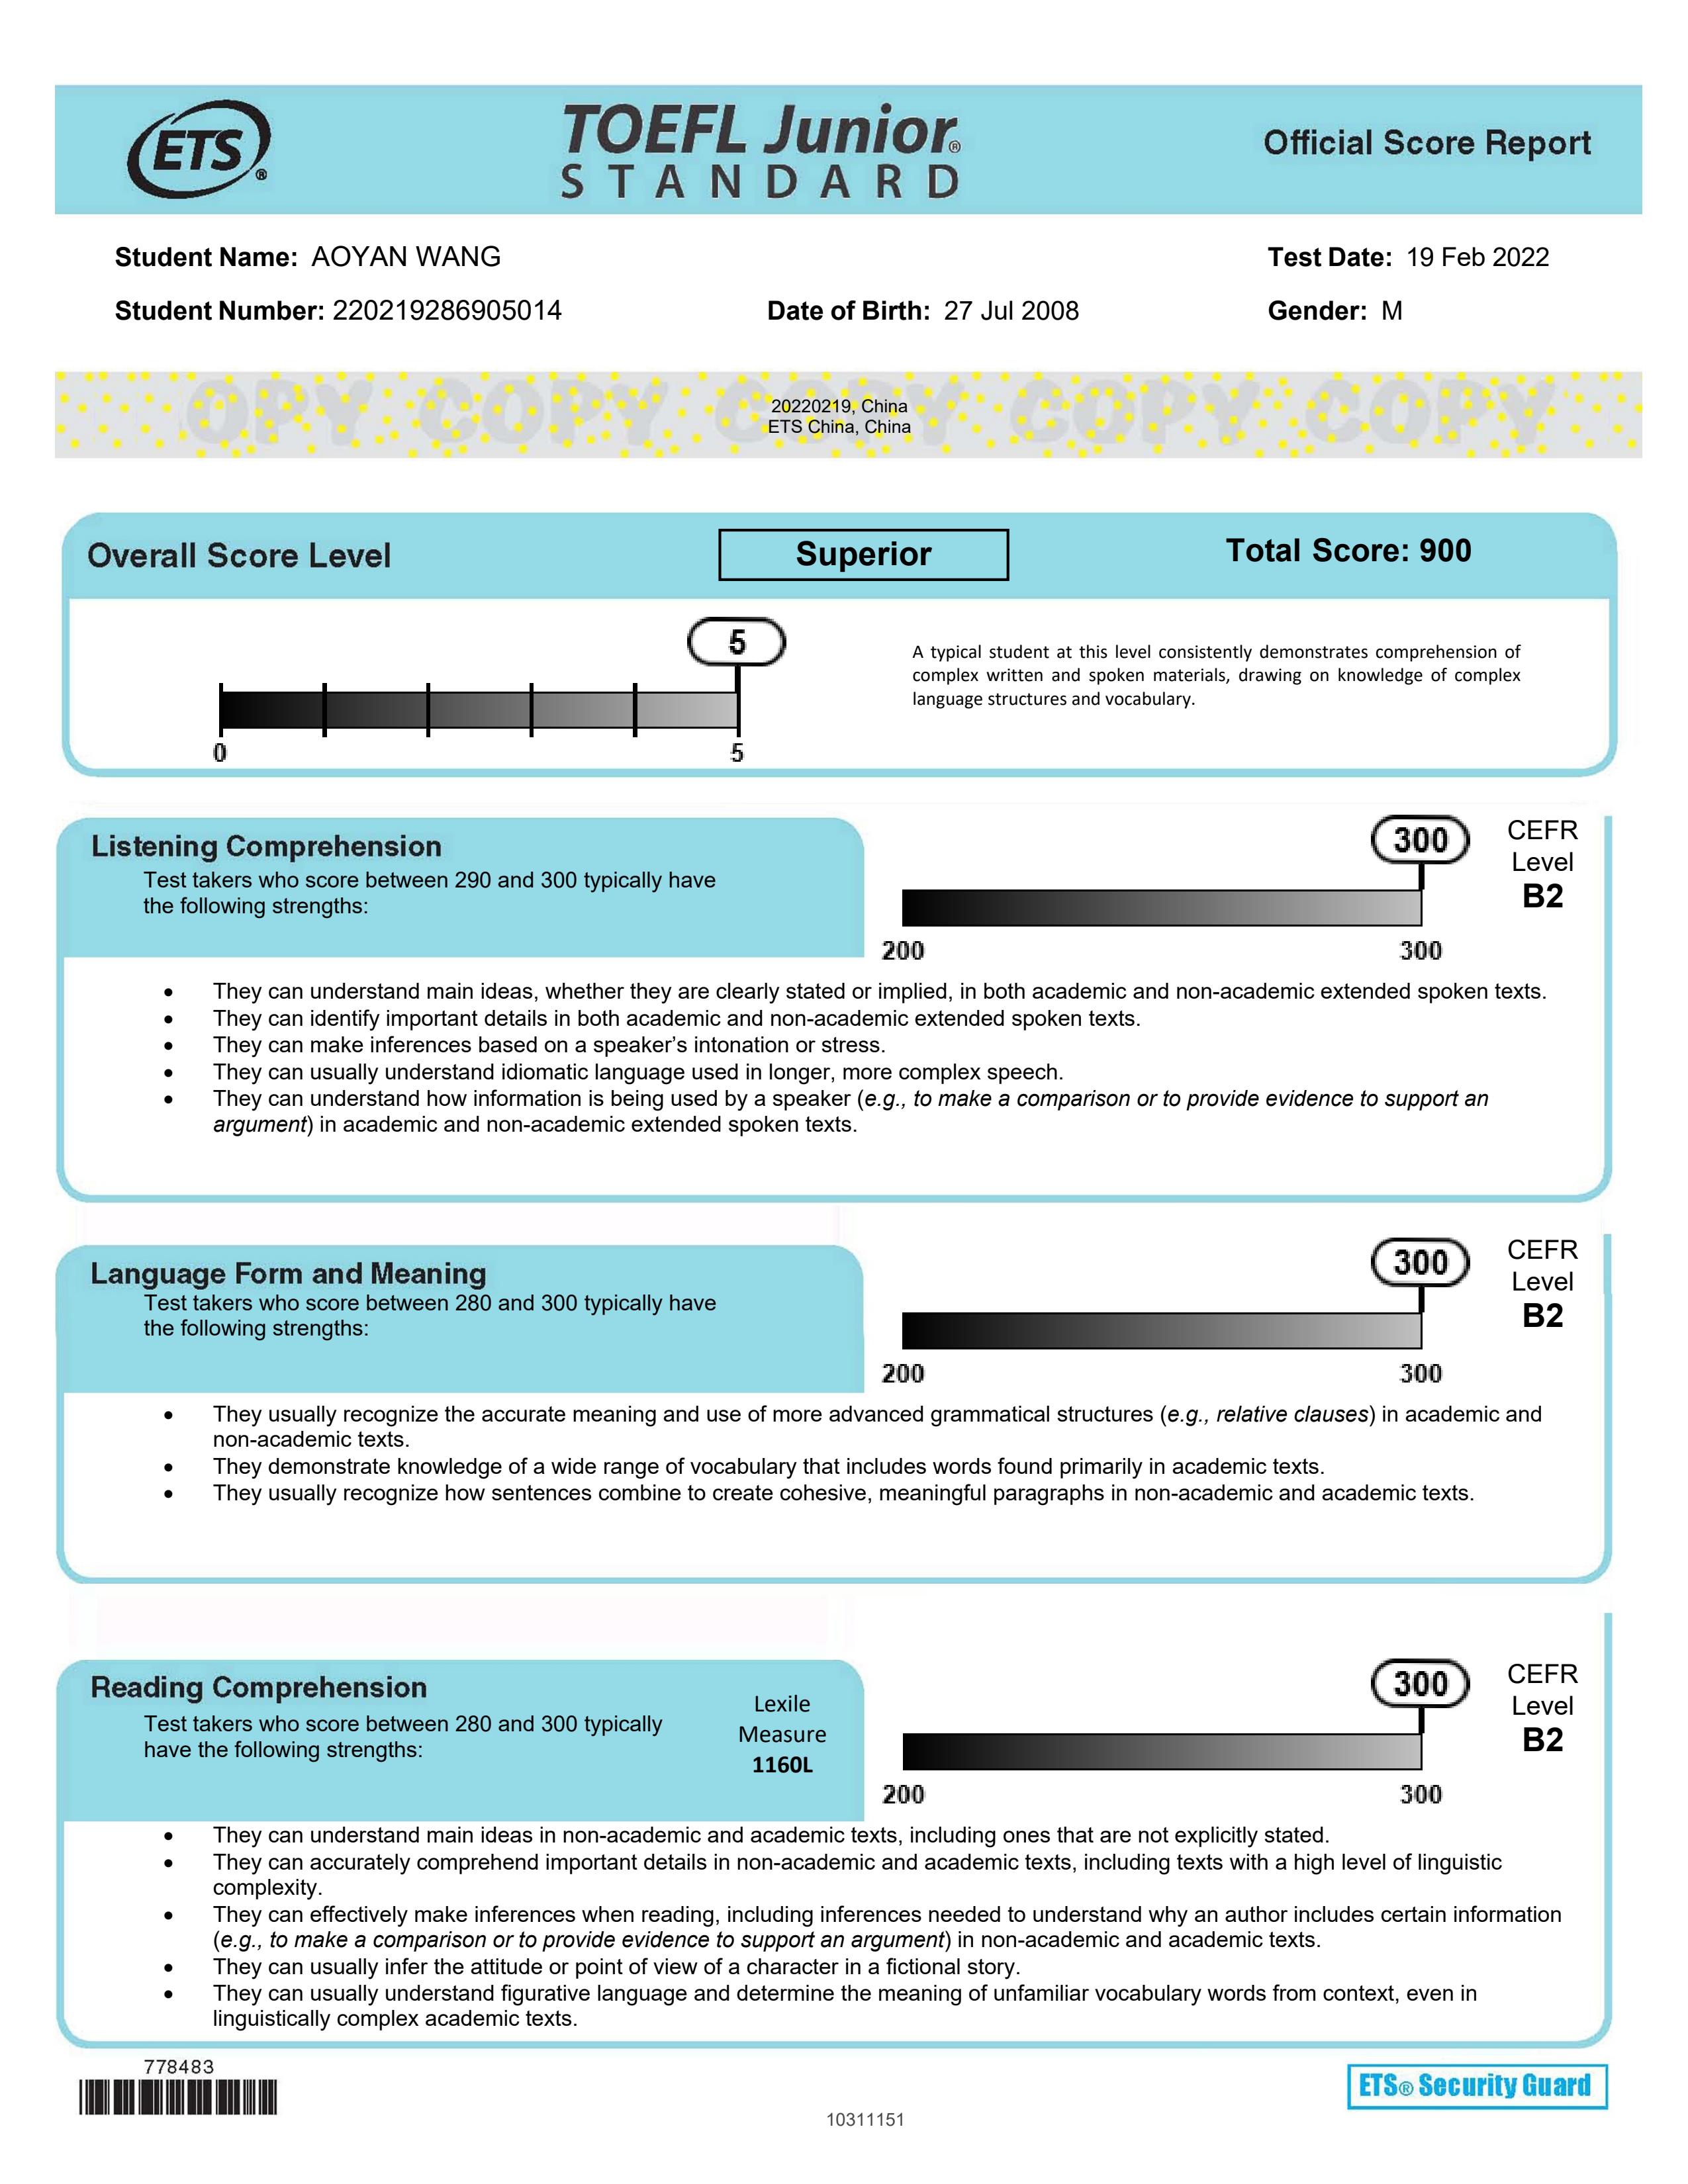 ETS®
TOEFL Junior®
STANDARD
Official Score Report
Student Name: AOYAN WANG
Test Date: 19 Feb 2022
Student Number: 220219286905014
Date of Birth: 27 Jul 2008
Gender: M
OPY COPY COPY COPY COPY
20220219, China
ETS China, China
Overall Score Level
Superior
Total Score: 900
5
0
5
A typical student at this level consistently demonstrates comprehension of
complex written and spoken materials, drawing on knowledge of complex
language structures and vocabulary.
Listening Comprehension
Test takers who score between 290 and 300 typically have
the following strengths:
300
200
300
CEFR
Level
B2
• They can understand main ideas, whether they are clearly stated or implied, in both academic and non-academic extended spoken texts.
• They can identify important details in both academic and non-academic extended spoken texts.
• They can make inferences based on a speaker’s intonation or stress.
• They can usually understand idiomatic language used in longer, more complex speech.
• They can understand how information is being used by a speaker (e.g., to make a comparison or to provide evidence to support an
argument) in academic and non-academic extended spoken texts.
Language Form and Meaning
Test takers who score between 280 and 300 typically have
the following strengths:
300
200
300
CEFR
Level
B2
• They usually recognize the accurate meaning and use of more advanced grammatical structures (e.g., relative clauses) in academic and
non-academic texts.
• They demonstrate knowledge of a wide range of vocabulary that includes words found primarily in academic texts.
• They usually recognize how sentences combine to create cohesive, meaningful paragraphs in non-academic and academic texts.
Reading Comprehension
Test takers who score between 280 and 300 typically
have the following strengths:
Lexile
Measure
1160L
300
200
300
CEFR
Level
B2
• They can understand main ideas in non-academic and academic texts, including ones that are not explicitly stated.
• They can accurately comprehend important details in non-academic and academic texts, including texts with a high level of linguistic
complexity.
• They can effectively make inferences when reading, including inferences needed to understand why an author includes certain information
(e.g., to make a comparison or to provide evidence to support an argument) in non-academic and academic texts.
• They can usually infer the attitude or point of view of a character in a fictional story.
• They can usually understand figurative language and determine the meaning of unfamiliar vocabulary words from context, even in
linguistically complex academic texts.
778483
10311151
ETS® Security Guard